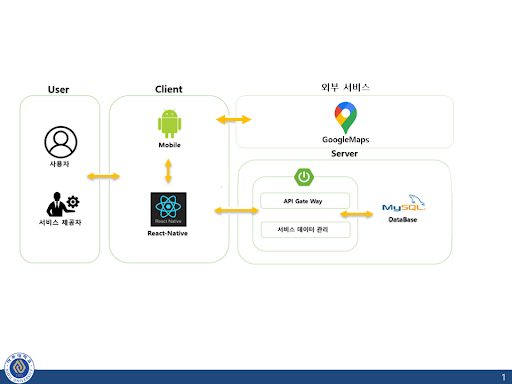 User
Client
외부 서비스
사용자
서비스 제공자
Mobile
React Native
React-Native
GoogleMaps
Server
API Gate Way
서비스 데이터 관리
MySQL
DataBase
1